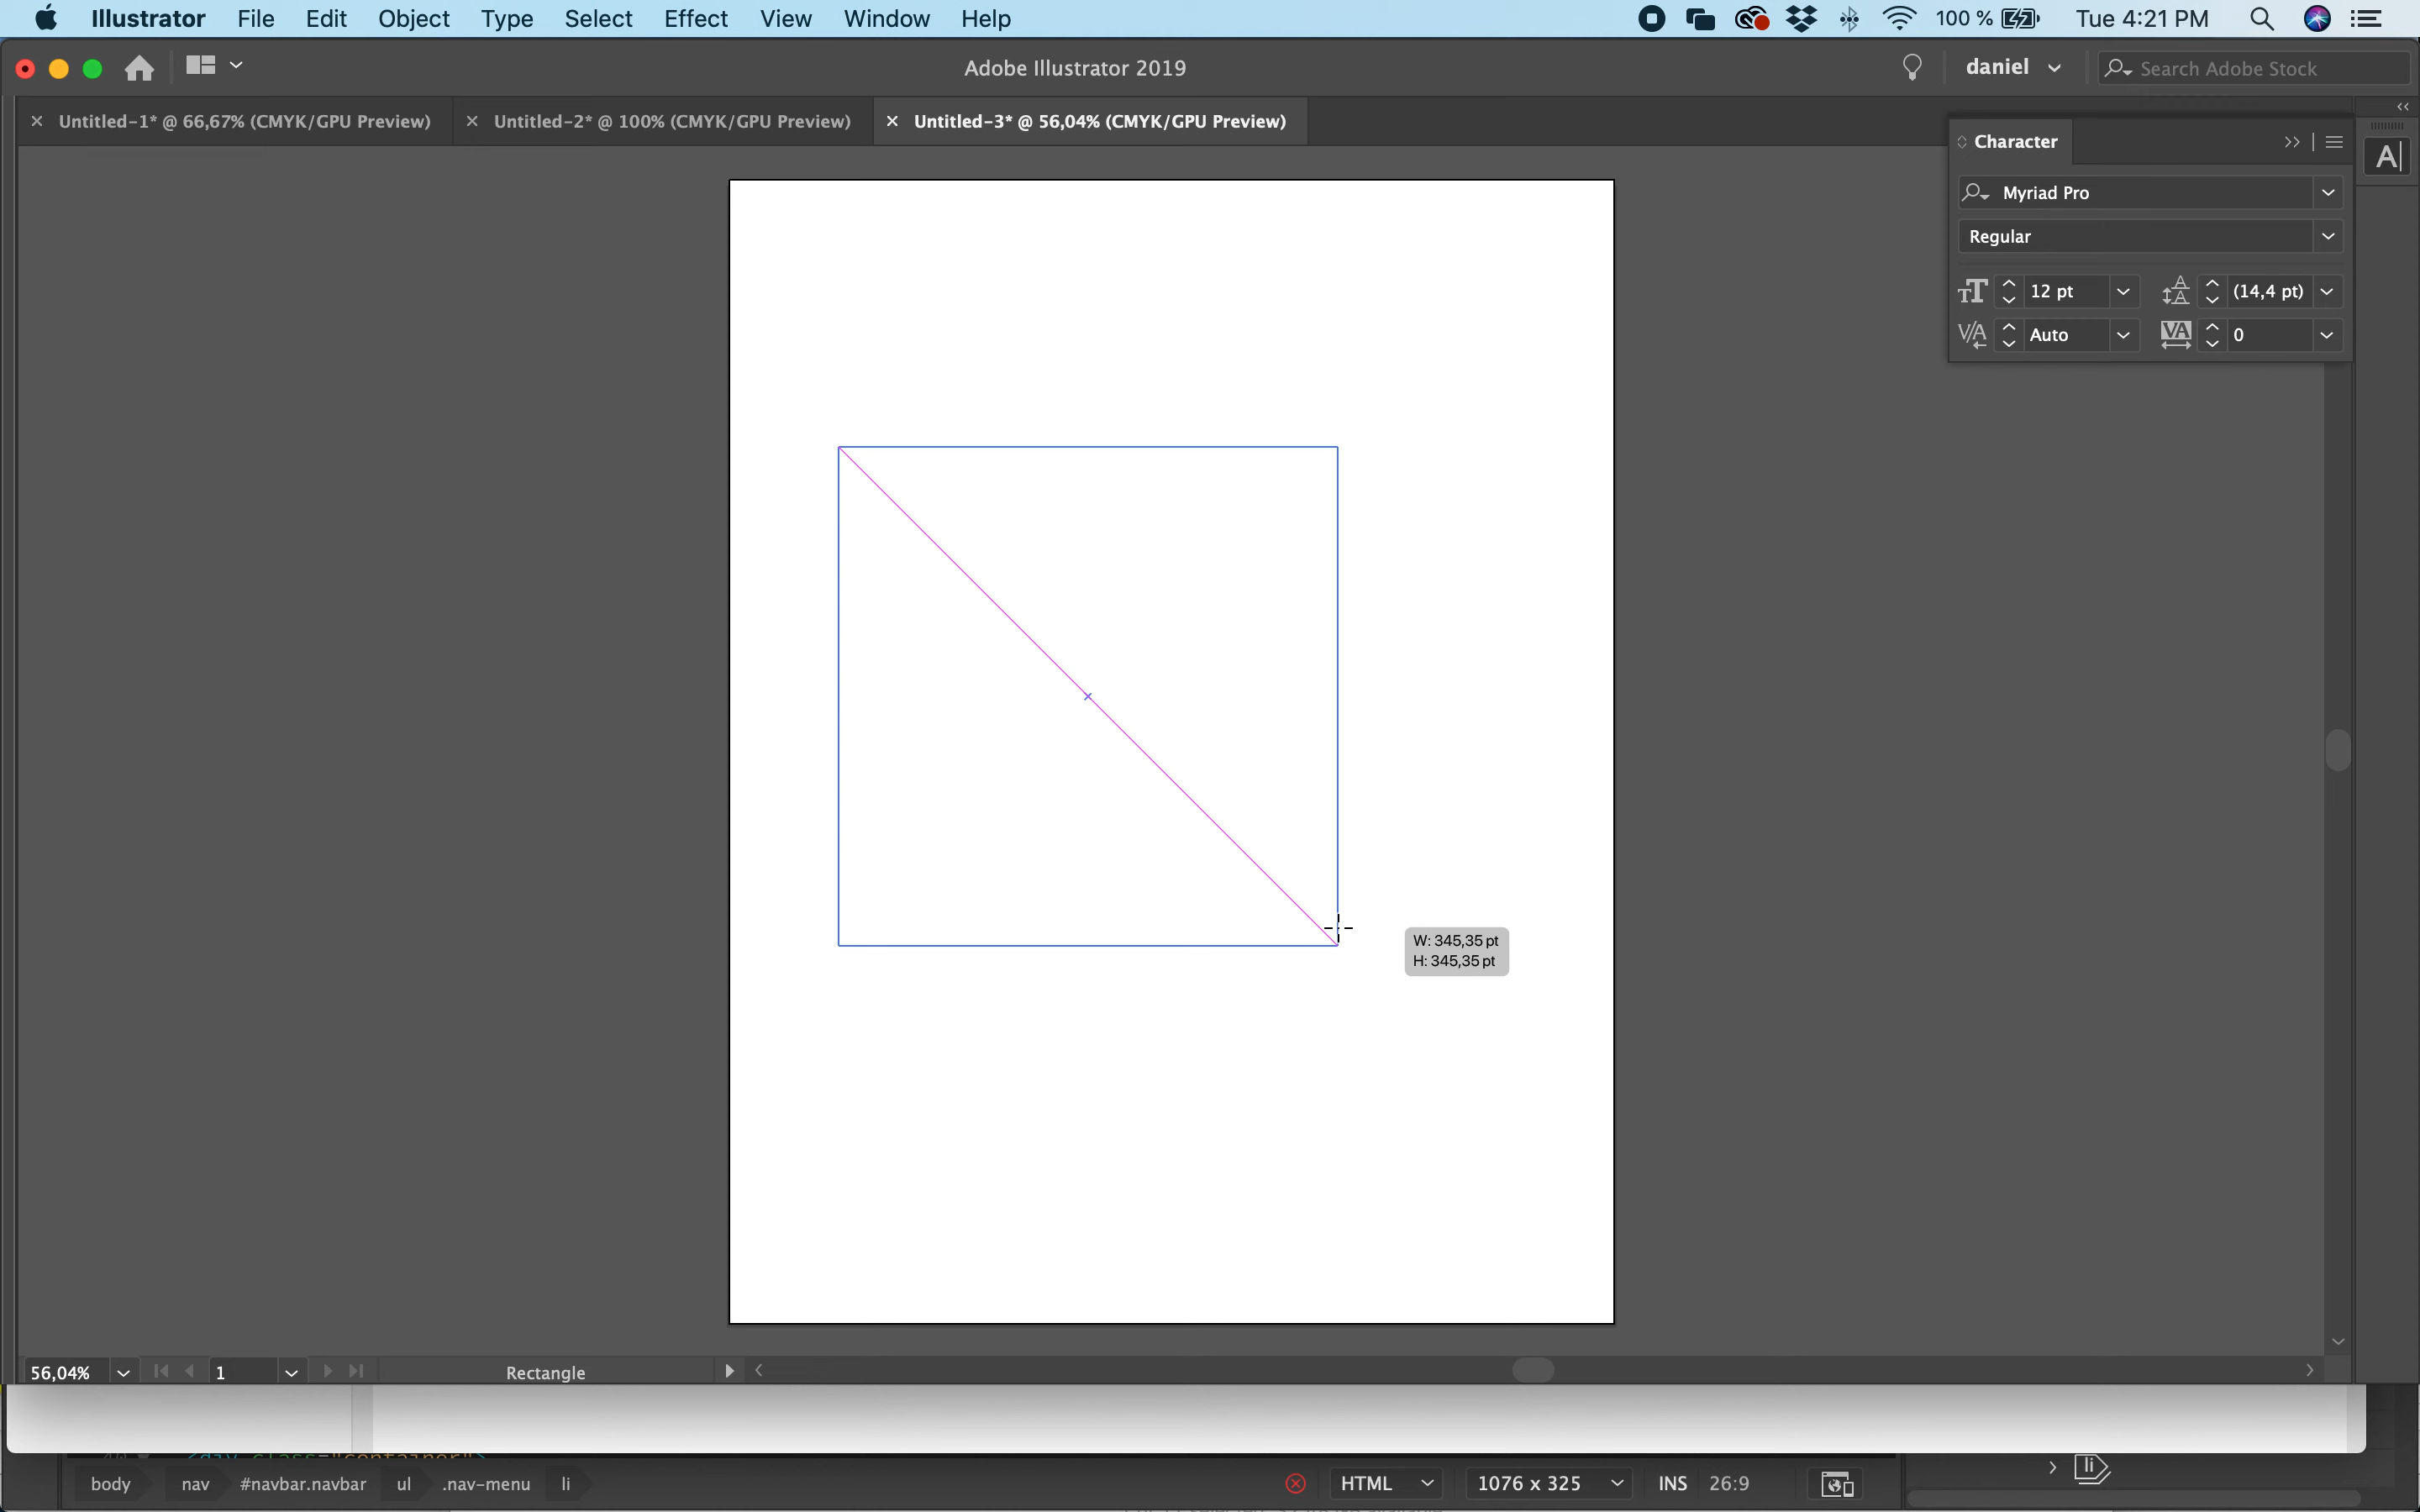 Illustrator File Edit Object Type Select Effect View Window Help 100 % Tue 4:21 PM
Adobe Illustrator 2019 daniel Search Adobe Stock
Untitled-1* @ 66,67% (CMYK/GPU Preview) Untitled-2* @ 100% (CMYK/GPU Preview) Untitled-3* @ 56,04% (CMYK/GPU Preview)
Character
Myriad Pro
Regular
12 pt (14,4 pt)
Auto 0
W: 345,35 pt
H: 345,35 pt
56,04% 1 Rectangle
<div class="container">
body nav #navbar.navbar ul .nav-menu li HTML 1076 x 325 INS 26:9 li